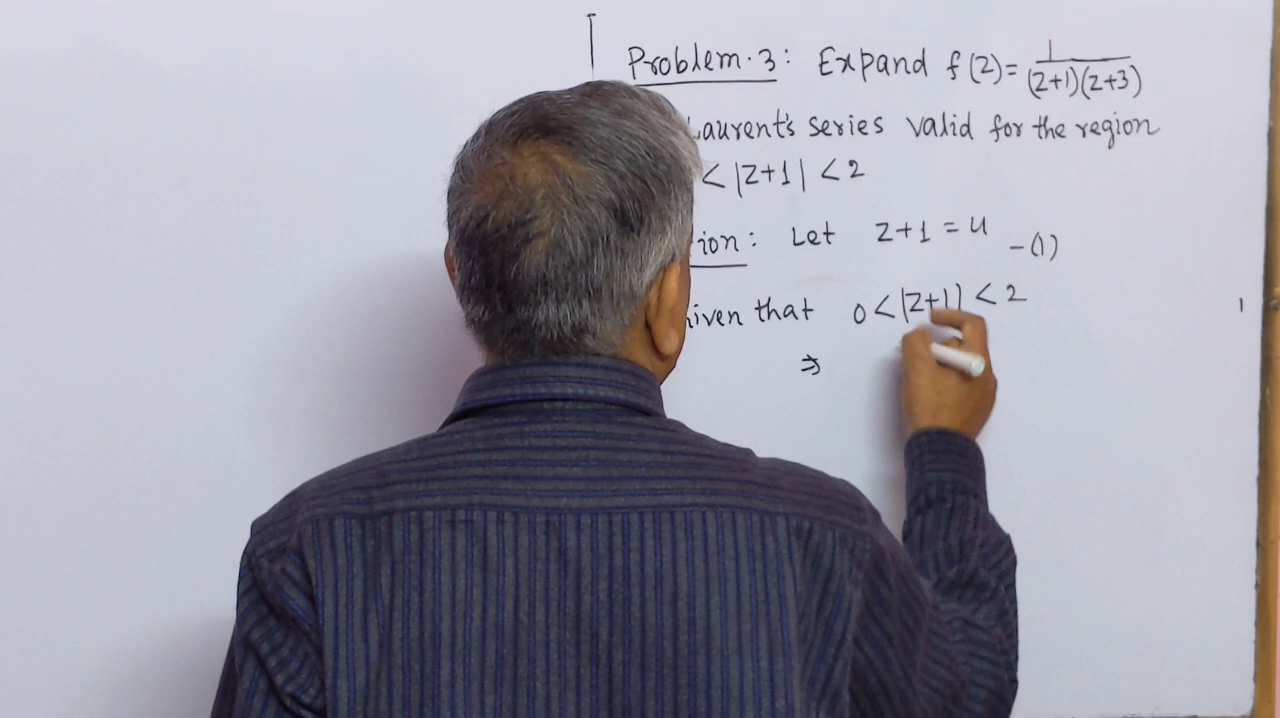 Problem.3: Expand f(z)= 1/(z+1)(z+3)
Laurent's series valid for the region
< |z+1| < 2
ion: Let z+1 = u -(1)
iven that 0 < |z+1| < 2
⇒